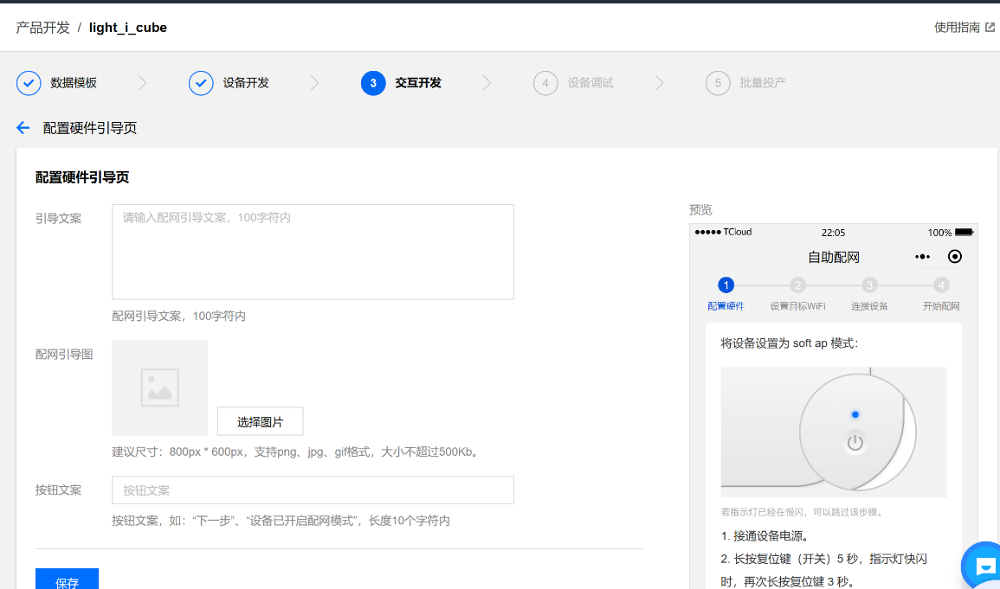 产品开发 / light_i_cube
使用指南
数据模板
设备开发
3 交互开发
4 设备调试
5 批量投产
配置硬件引导页
配置硬件引导页
引导文案
请输入配网引导文案，100字符内
配网引导文案，100字符内
配网引导图
选择图片
建议尺寸：800px * 600px，支持png、jpg、gif格式，大小不超过500Kb。
按钮文案
按钮文案
按钮文案，如：“下一步”、“设备已开启配网模式”，长度10个字符内
保存
预览
TCloud 22:05 100%
自助配网
1 2 3 4
配置硬件 设置目标WiFi 连接设备 开始配网
将设备设置为 soft ap 模式：
若指示灯已经在慢闪，可以跳过该步骤。
1. 接通设备电源。
2. 长按复位键（开关）5 秒，指示灯快闪
时，再次长按复位键 3 秒。